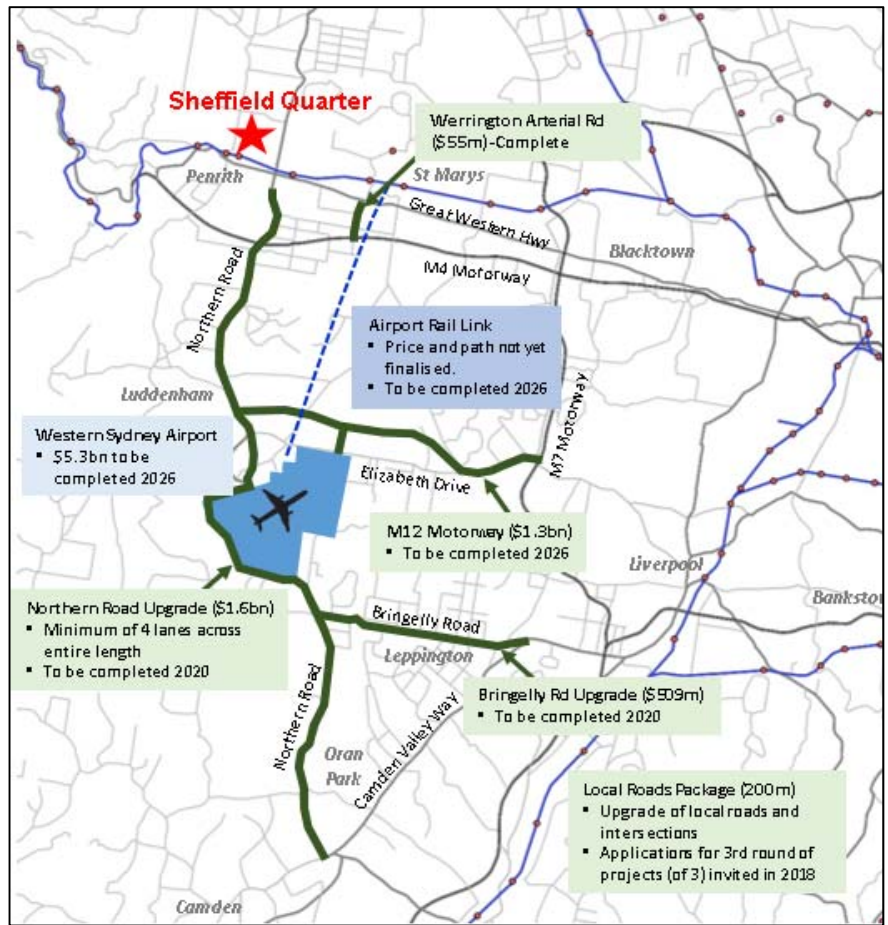 Sheffield Quarter
Werrington Arterial Rd
($55m)-Complete
Penrith
St Marys
Great Western Hwy
Blacktown
M4 Motorway
Northern Road
Airport Rail Link
▪ Price and path not yet
finalised.
▪ To be completed 2026
Luddenham
M7 Motorway
Western Sydney Airport
▪ $5.3bn to be
completed 2026
Elizabeth Drive
M12 Motorway ($1.3bn)
▪ To be completed 2026
Liverpool
Northern Road Upgrade ($1.6bn)
▪ Minimum of 4 lanes across
entire length
▪ To be completed 2020
Bringelly Road
Bankstow
Leppington
Bringelly Rd Upgrade ($509m)
▪ To be completed 2020
Northern Road
Oran
Park
Camden Valley Way
Local Roads Package (200m)
▪ Upgrade of local roads and
intersections
▪ Applications for 3rd round of
projects (of 3) invited in 2018
Camden